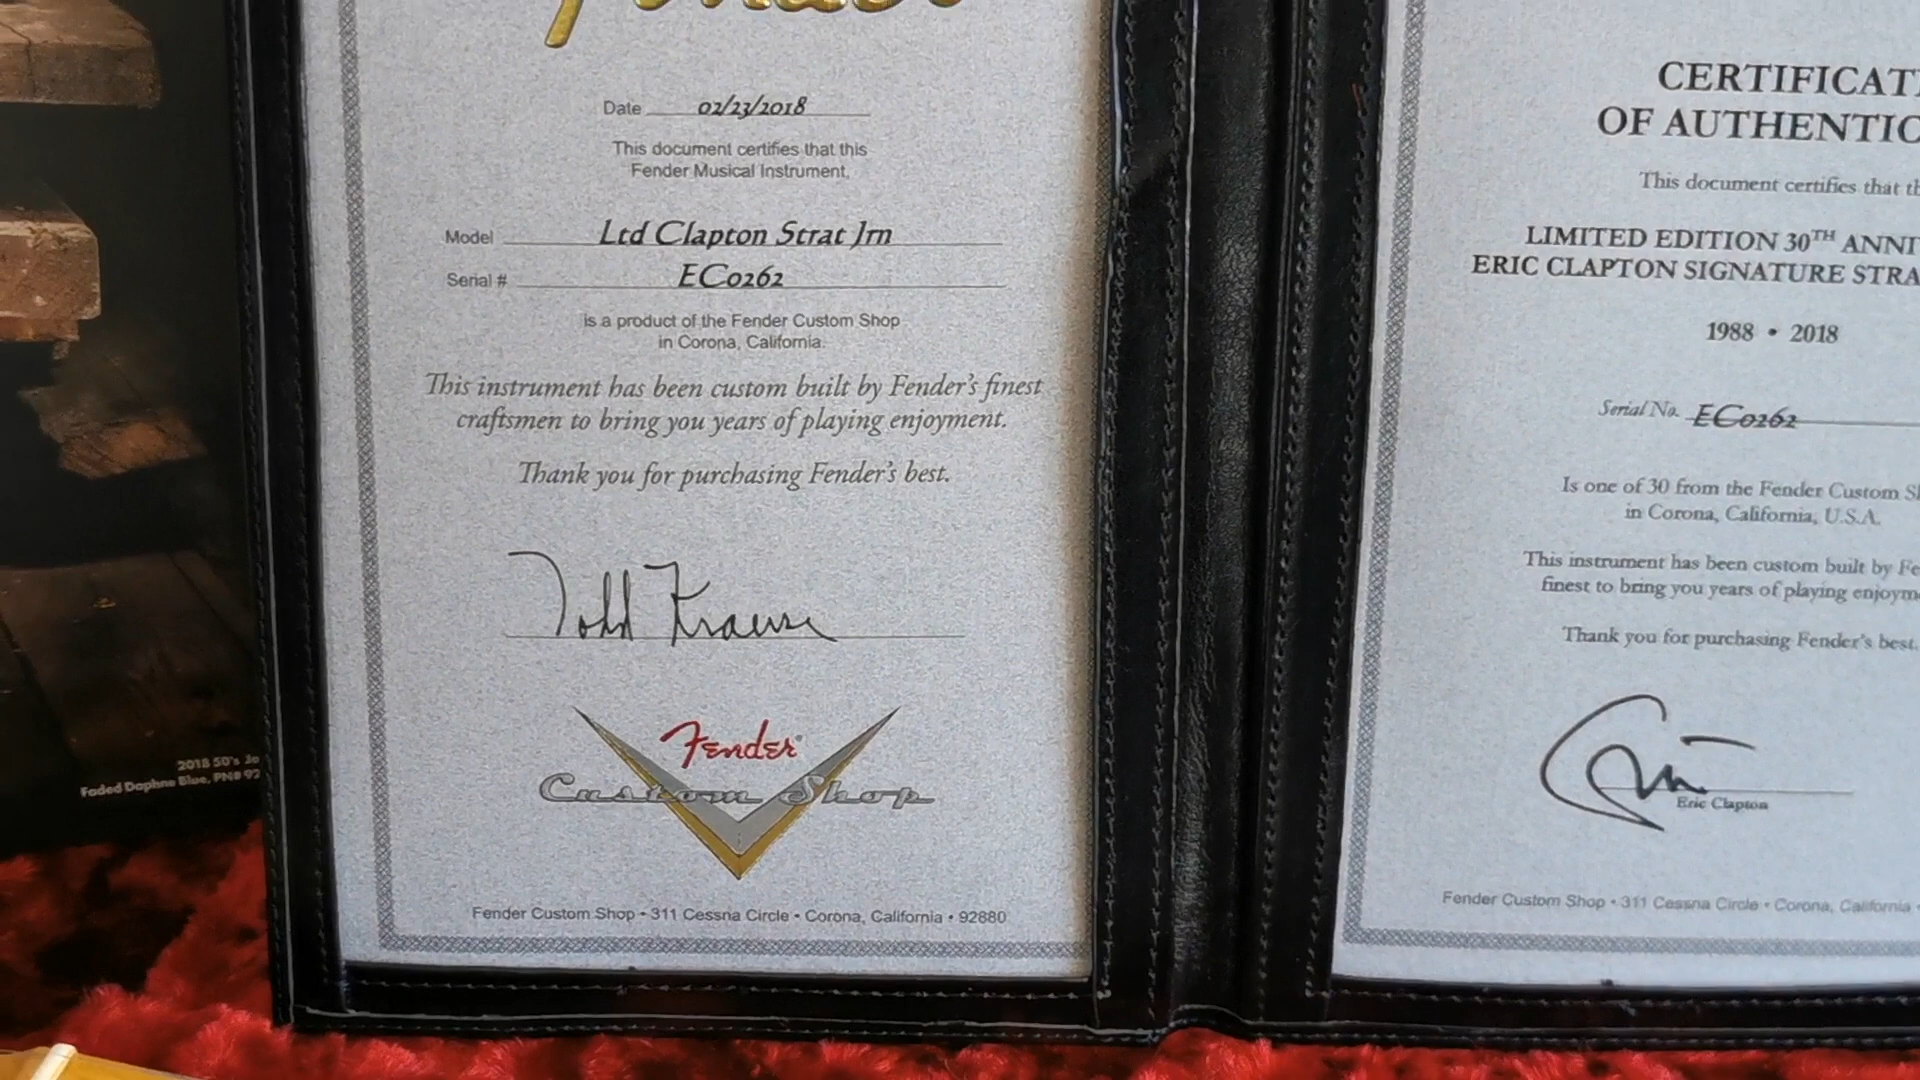 Fender
Date 02/23/2018
This document certifies that this
Fender Musical Instrument,
Model Ltd Clapton Strat Jrn
Serial # EC0262
is a product of the Fender Custom Shop
in Corona, California.
This instrument has been custom built by Fender's finest
craftsmen to bring you years of playing enjoyment.
Thank you for purchasing Fender's best.
Todd Krause
Fender
Custom Shop
Fender Custom Shop • 311 Cessna Circle • Corona, California • 92880
CERTIFICAT
OF AUTHENTIC
This document certifies that th
LIMITED EDITION 30TH ANNI
ERIC CLAPTON SIGNATURE STRA
1988 • 2018
Serial No. EC0262
Is one of 30 from the Fender Custom S
in Corona, California, U.S.A.
This instrument has been custom built by Fe
finest to bring you years of playing enjoym
Thank you for purchasing Fender's best.
Eric Clapton
Fender Custom Shop • 311 Cessna Circle • Corona, California •
2018 50's Jo
Faded Daphne Blue, PN# 92